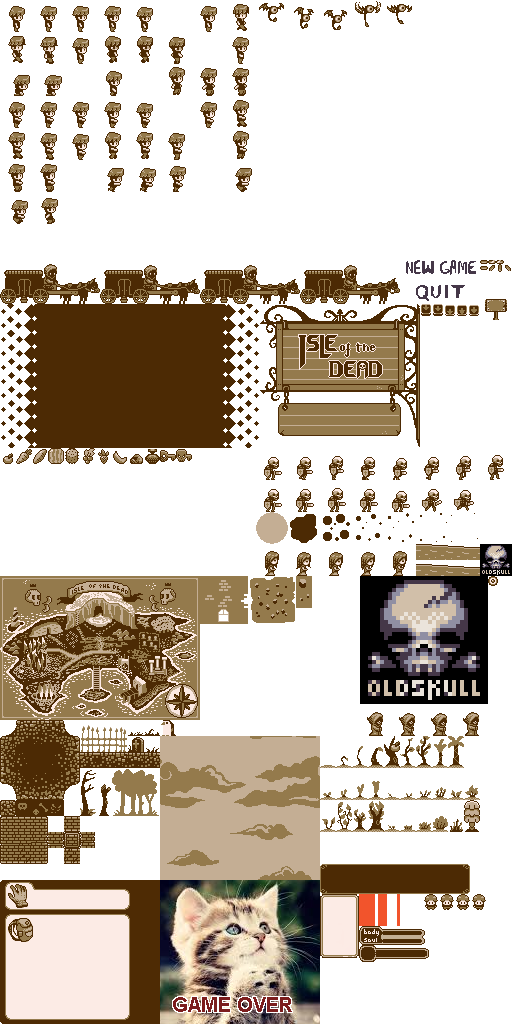 NEW GAME
QUIT
ISLE of the
DEAD
OLDSKULL
ISLE OF THE DEAD
OLDSKULL
body
soul
GAME OVER